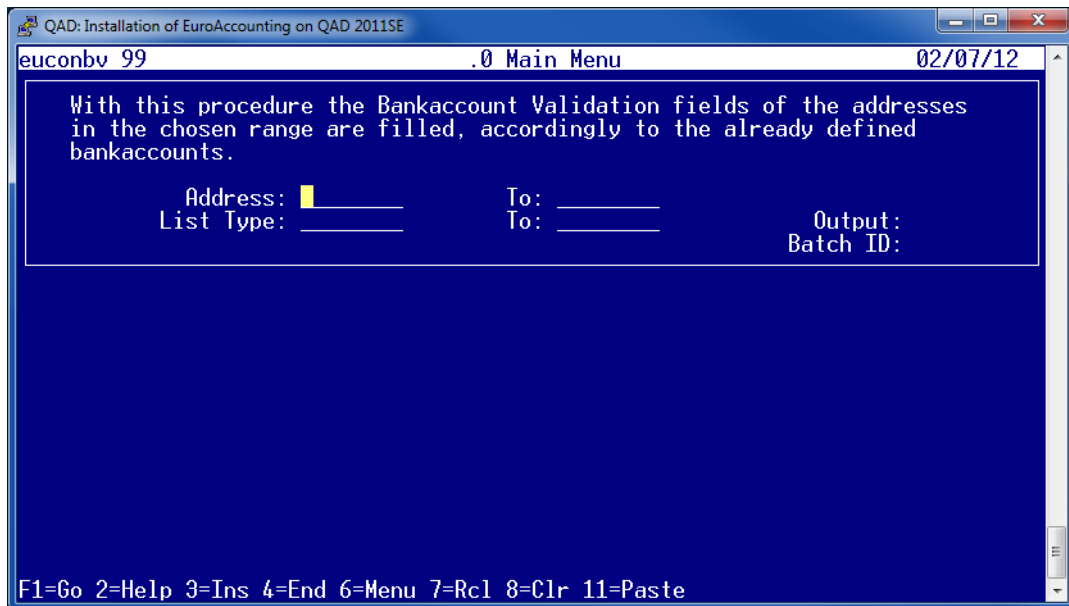 QAD: Installation of EuroAccounting on QAD 2011SE
euconbv 99 .0 Main Menu 02/07/12
With this procedure the Bankaccount Validation fields of the addresses
in the chosen range are filled, accordingly to the already defined
bankaccounts.
Address: To:
List Type: To: Output:
Batch ID:
F1=Go 2=Help 3=Ins 4=End 6=Menu 7=Rcl 8=Clr 11=Paste